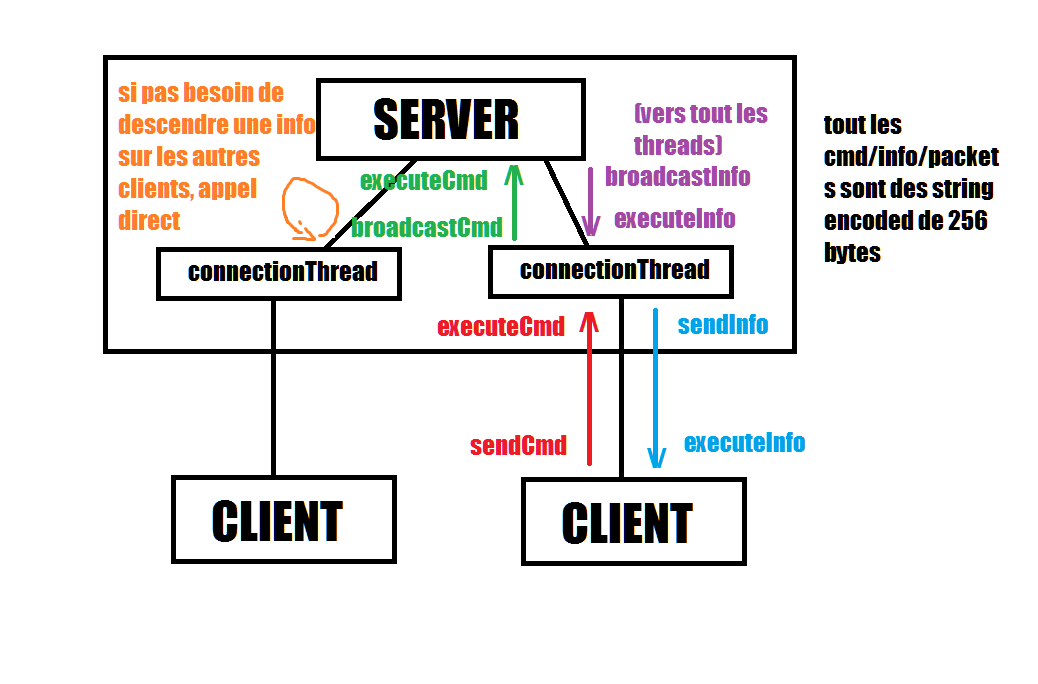 si pas besoin de
descendre une info
sur les autres
clients, appel
direct
SERVER
(vers tout les
threads)
executeCmd
broadcastInfo
broadcastCmd
executeInfo
tout les
cmd/info/packet
s sont des string
encoded de 256
bytes
connectionThread
connectionThread
executeCmd
sendInfo
sendCmd
executeInfo
CLIENT
CLIENT